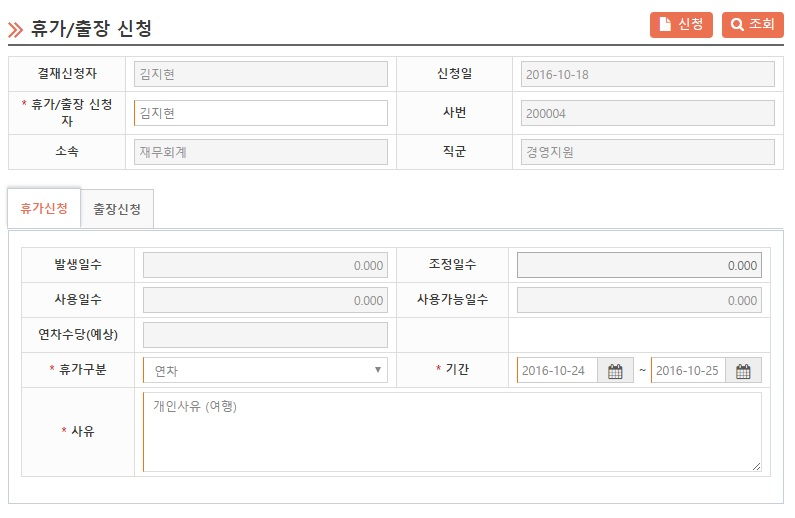 휴가/출장 신청
신청 조회
결재신청자 김지현 신청일 2016-10-18
* 휴가/출장 신청
자 김지현 사번 200004
소속 재무회계 직군 경영지원
휴가신청 출장신청
발생일수 0.000 조정일수 0.000
사용일수 0.000 사용가능일수 0.000
연차수당(예상)
* 휴가구분 연차 * 기간 2016-10-24 ~ 2016-10-25
* 사유 개인사유 (여행)